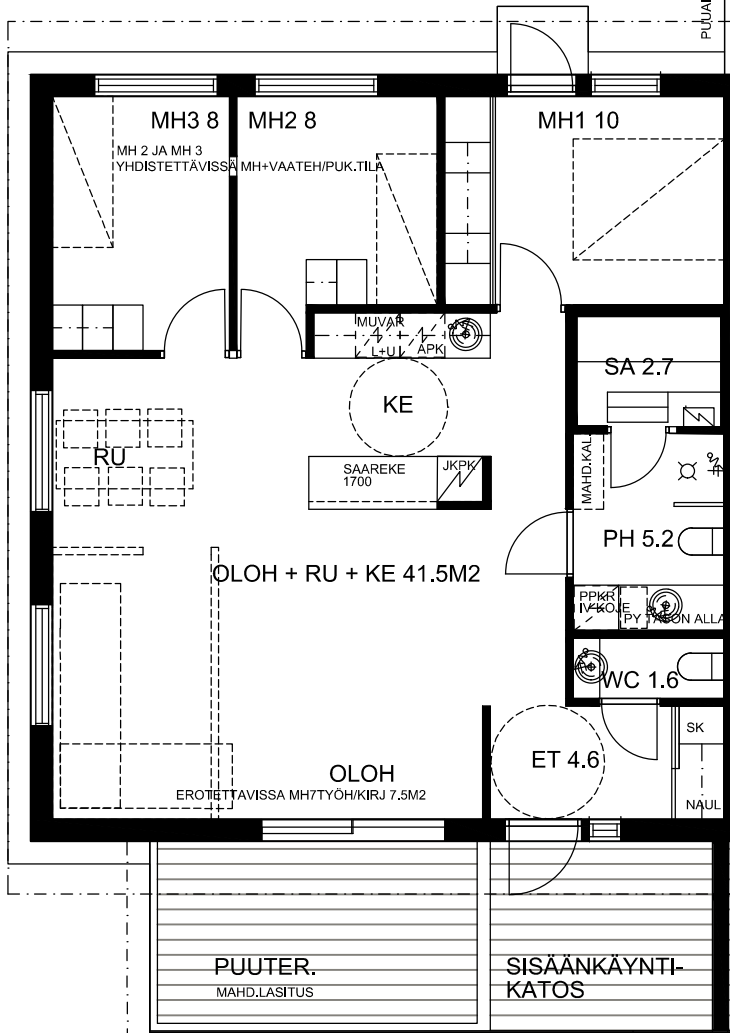 PUUA
MH3 8
MH2 8
MH1 10
MH 2 JA MH 3
YHDISTETTÄVISSÄ MH+VAATEH/PUK.TILA
MUVAR
L+U
APK
SA 2.7
KE
RU
SAAREKE
1700
JKPK
MAHD.KAL
PH 5.2
OLOH + RU + KE 41.5M2
PPKR
IV-KOJE
PY TASON ALLA
WC 1.6
SK
ET 4.6
OLOH
EROTETTAVISSA MH7TYÖH/KIRJ 7.5M2
NAUL
PUUTER.
MAHD.LASITUS
SISÄÄNKÄYNTI-
KATOS